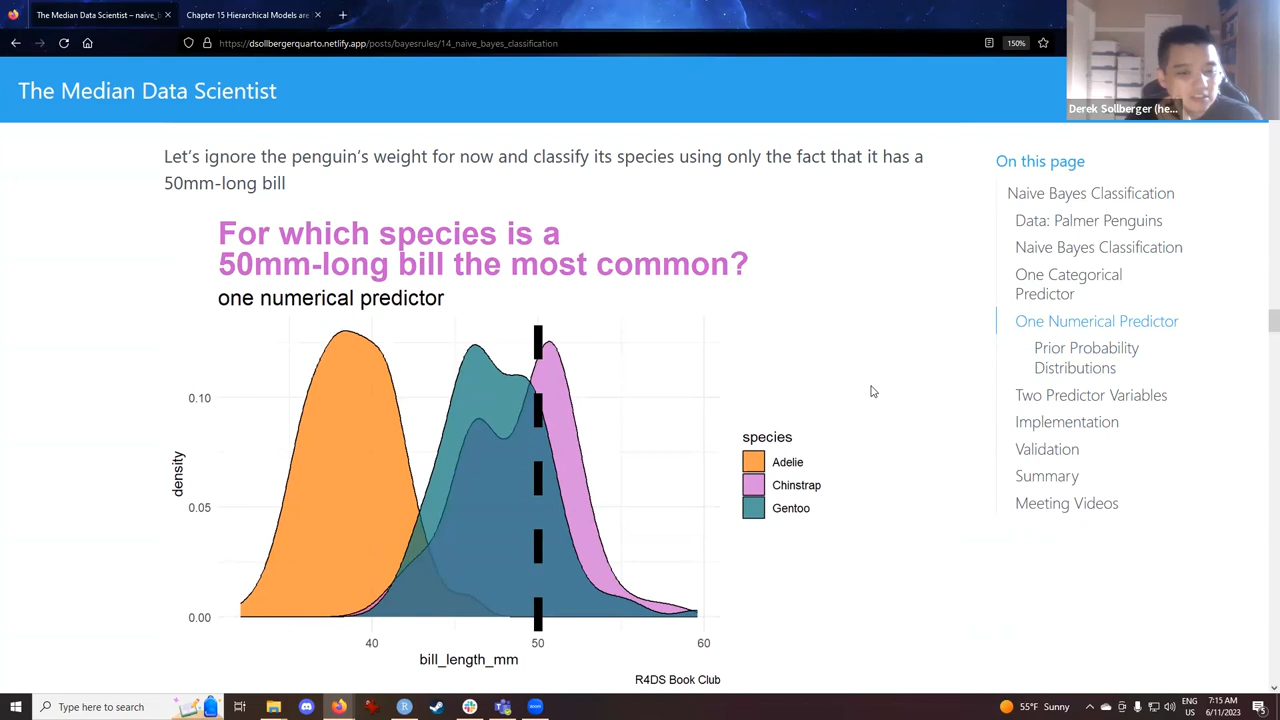 The Median Data Scientist – naive_b
Chapter 15 Hierarchical Models are
https://dsollbergerquarto.netlify.app/posts/bayesrules/14_naive_bayes_classification
150%
The Median Data Scientist
Derek Sollberger (he...
Let's ignore the penguin's weight for now and classify its species using only the fact that it has a
50mm-long bill
For which species is a
50mm-long bill the most common?
one numerical predictor
density
0.10
0.05
0.00
40
50
60
bill_length_mm
R4DS Book Club
species
Adelie
Chinstrap
Gentoo
On this page
Naive Bayes Classification
Data: Palmer Penguins
Naive Bayes Classification
One Categorical
Predictor
One Numerical Predictor
Prior Probability
Distributions
Two Predictor Variables
Implementation
Validation
Summary
Meeting Videos
Type here to search
55°F Sunny
ENG
US
7:15 AM
6/11/2023